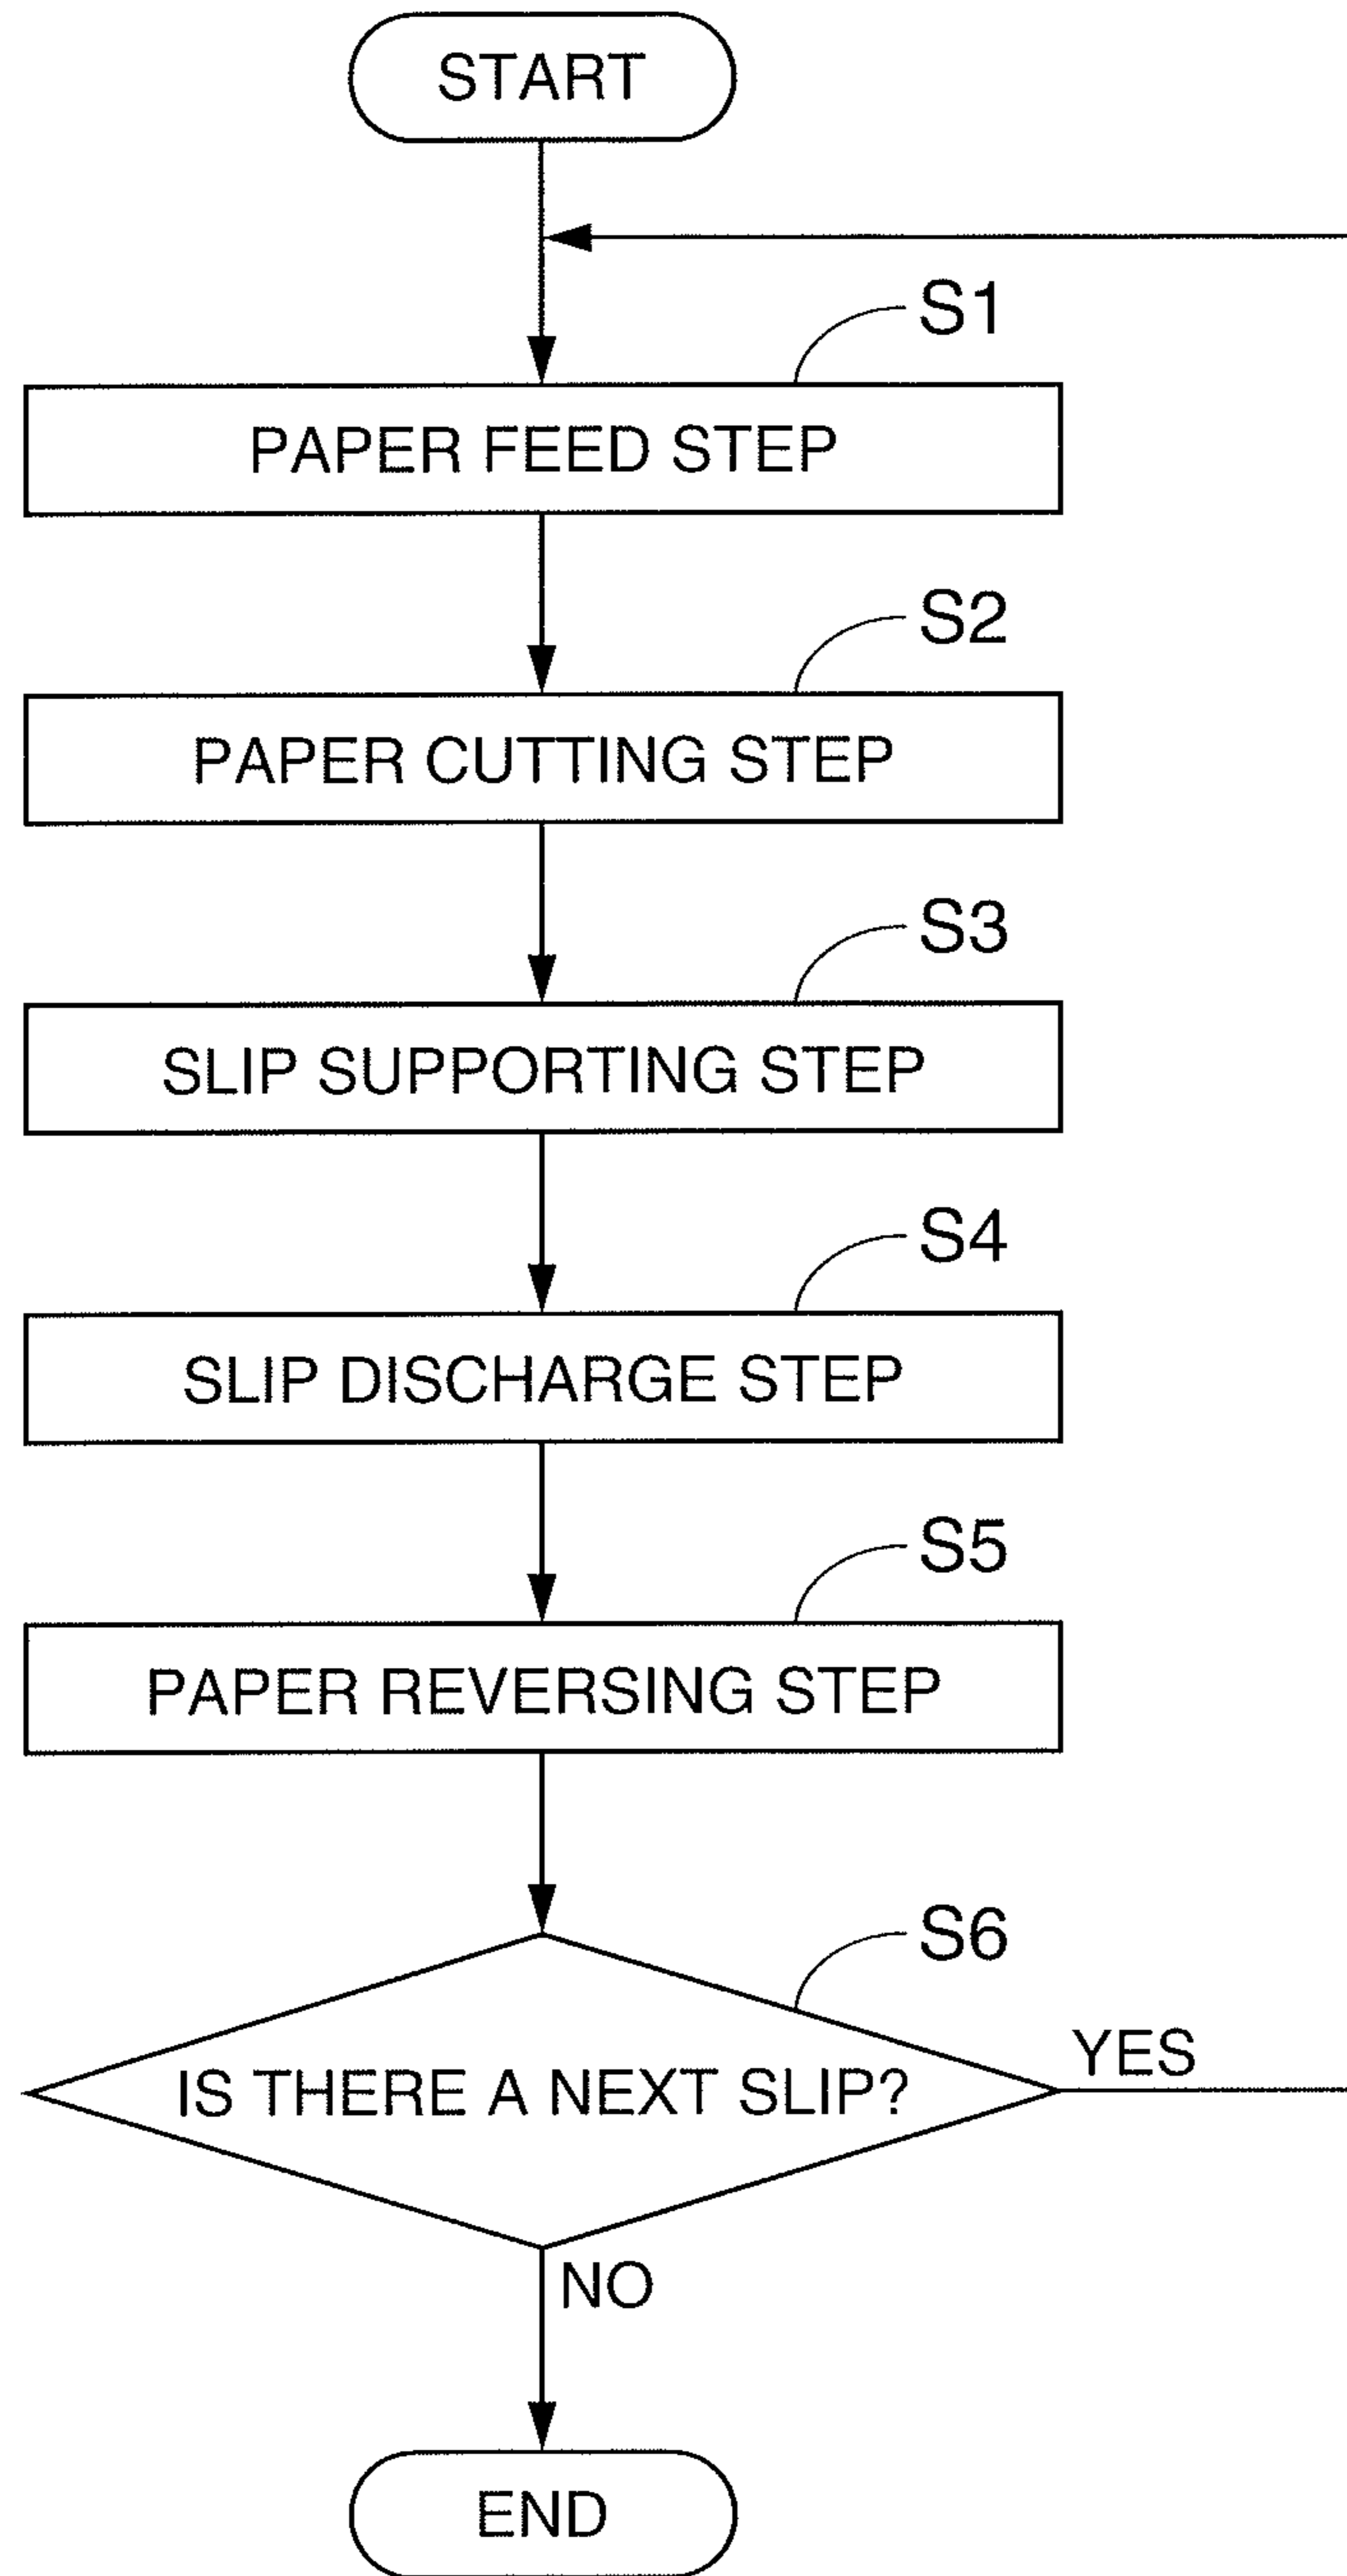 START
S1
PAPER FEED STEP
S2
PAPER CUTTING STEP
S3
SLIP SUPPORTING STEP
S4
SLIP DISCHARGE STEP
S5
PAPER REVERSING STEP
S6
IS THERE A NEXT SLIP?
YES
NO
END